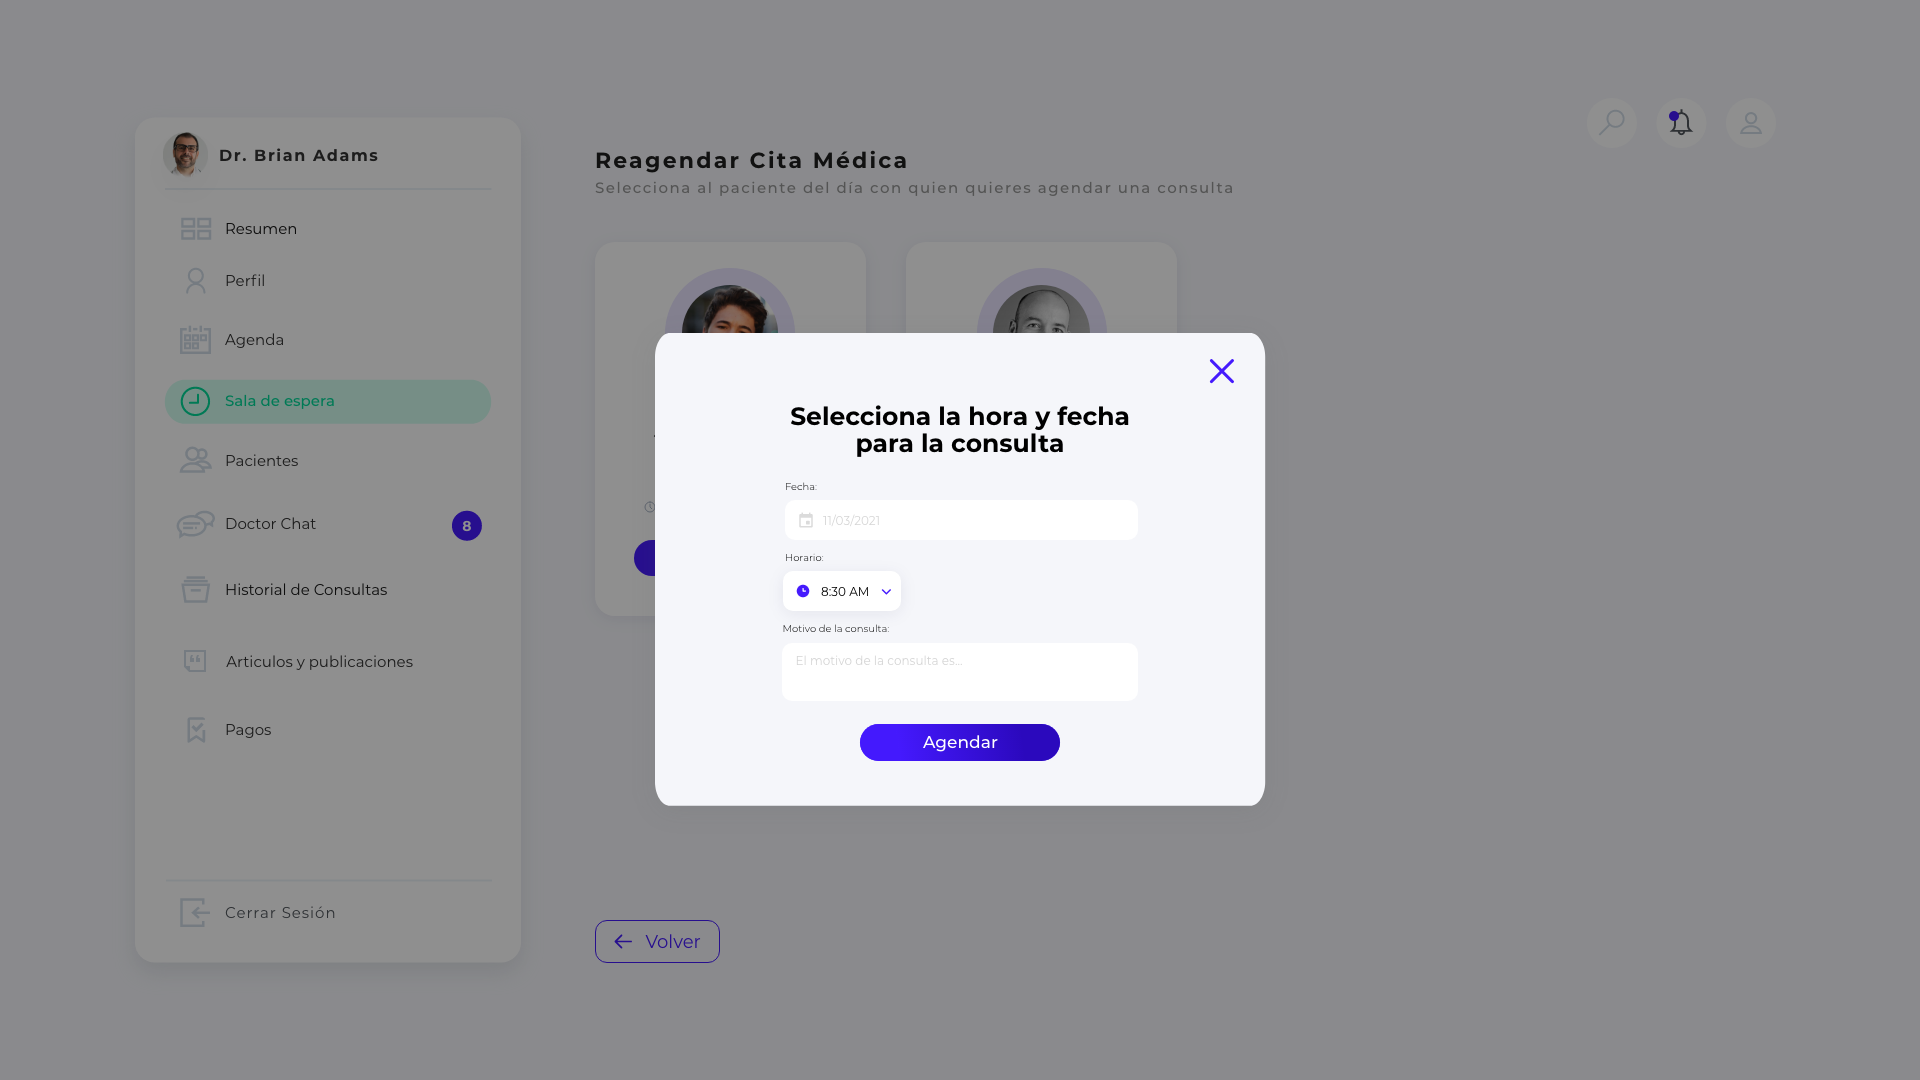 Dr. Brian Adams
Resumen
Perfil
Agenda
Sala de espera
Pacientes
Doctor Chat
8
Historial de Consultas
Articulos y publicaciones
Pagos
Cerrar Sesión
Reagendar Cita Médica
Selecciona al paciente del día con quien quieres agendar una consulta
Selecciona la hora y fecha
para la consulta
Fecha:
11/03/2021
Horario:
8:30 AM
Motivo de la consulta:
El motivo de la consulta es...
Agendar
Volver